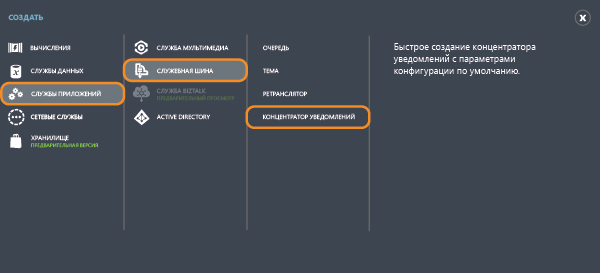 СОЗДАТЬ
ВЫЧИСЛЕНИЯ
СЛУЖБЫ ДАННЫХ
СЛУЖБЫ ПРИЛОЖЕНИЙ
СЕТЕВЫЕ СЛУЖБЫ
ХРАНИЛИЩЕ
ПРЕДВАРИТЕЛЬНАЯ ВЕРСИЯ
СЛУЖБА МУЛЬТИМЕДИА
СЛУЖЕБНАЯ ШИНА
СЛУЖБА BIZTALK
ПРЕДВАРИТЕЛЬНЫЙ ПРОСМОТР
ACTIVE DIRECTORY
ОЧЕРЕДЬ
ТЕМА
РЕТРАНСЛЯТОР
КОНЦЕНТРАТОР УВЕДОМЛЕНИЙ
Быстрое создание концентратора
уведомлений с параметрами
конфигурации по умолчанию.